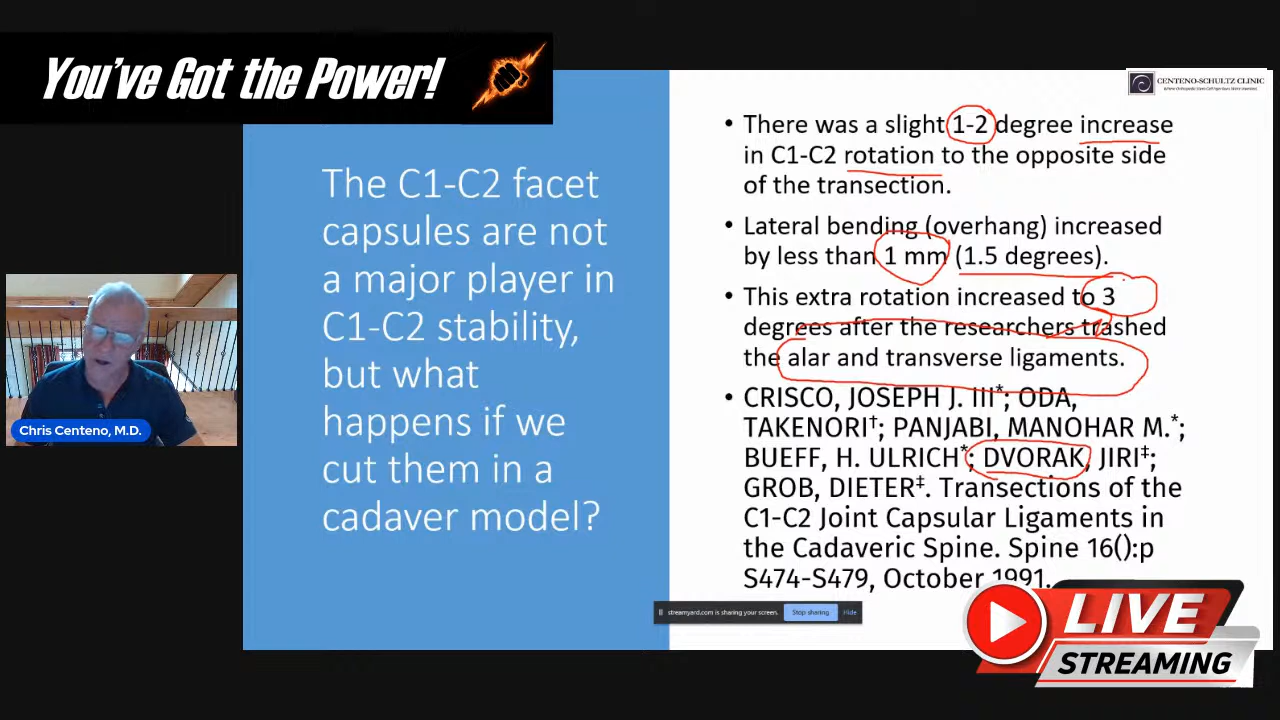 You've Got the Power!
CENTENO-SCHULTZ CLINIC
The C1-C2 facet
capsules are not
a major player in
C1-C2 stability,
but what
happens if we
cut them in a
cadaver model?
• There was a slight 1-2 degree increase
in C1-C2 rotation to the opposite side
of the transection.
• Lateral bending (overhang) increased
by less than 1 mm (1.5 degrees).
• This extra rotation increased to 3
degrees after the researchers trashed
the alar and transverse ligaments.
• CRISCO, JOSEPH J. III*; ODA,
TAKENORI†; PANJABI, MANOHAR M.*;
BUEFF, H. ULRICH*; DVORAK, JIRI‡;
GROB, DIETER‡. Transections of the
C1-C2 Joint Capsular Ligaments in
the Cadaveric Spine. Spine 16():p
S474-S479, October 1991.
Chris Centeno, M.D.
streamyard.com is sharing your screen.
Stop sharing
Hide
LIVE
STREAMING